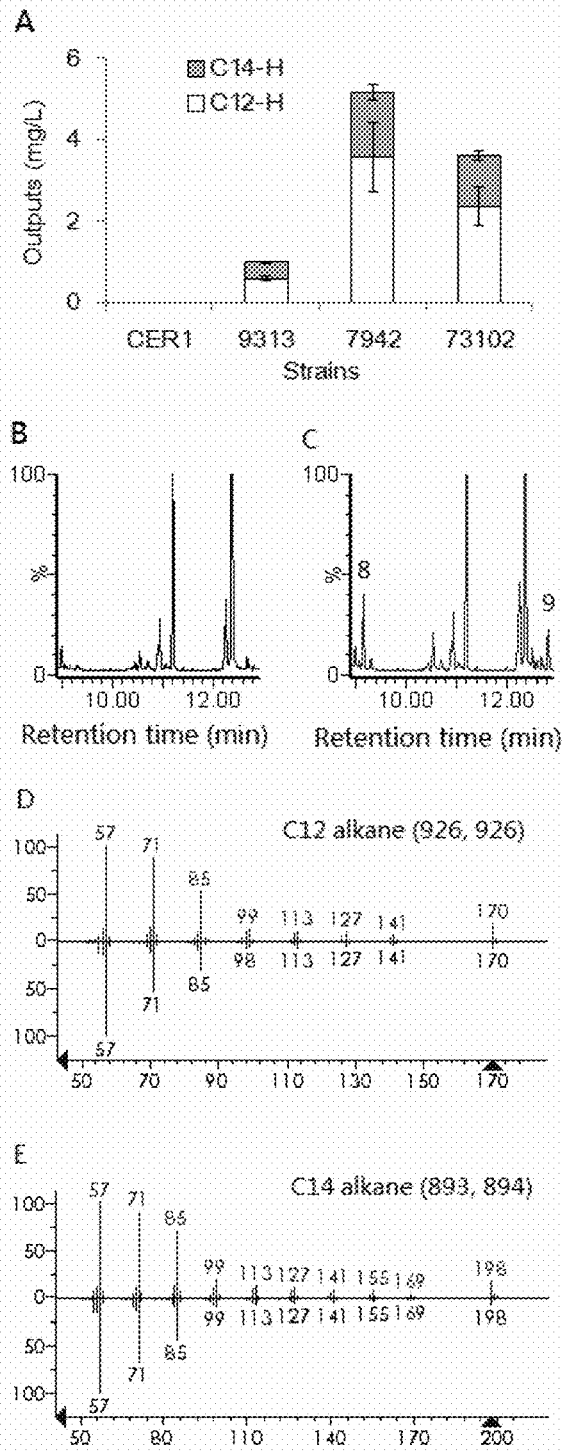 A
Outputs (mg/L)
6
4
2
0
C14-H
C12-H
CER1 9313 7942 73102
Strains
B
100
%
0
10.00 12.00
Retention time (min)
C
100
%
0
8
9
10.00 12.00
Retention time (min)
D
C12 alkane (926, 926)
100
50
0
50
100
57 71 85 99 113 127 141 170
57 71 85 98 113 127 141 170
50 70 90 110 130 150 170
E
C14 alkane (893, 894)
100
50
0
50
100
57 71 85 99 113 127 141 155 169 198
57 71 85 99 113 127 141 155 169 198
50 80 110 140 170 200